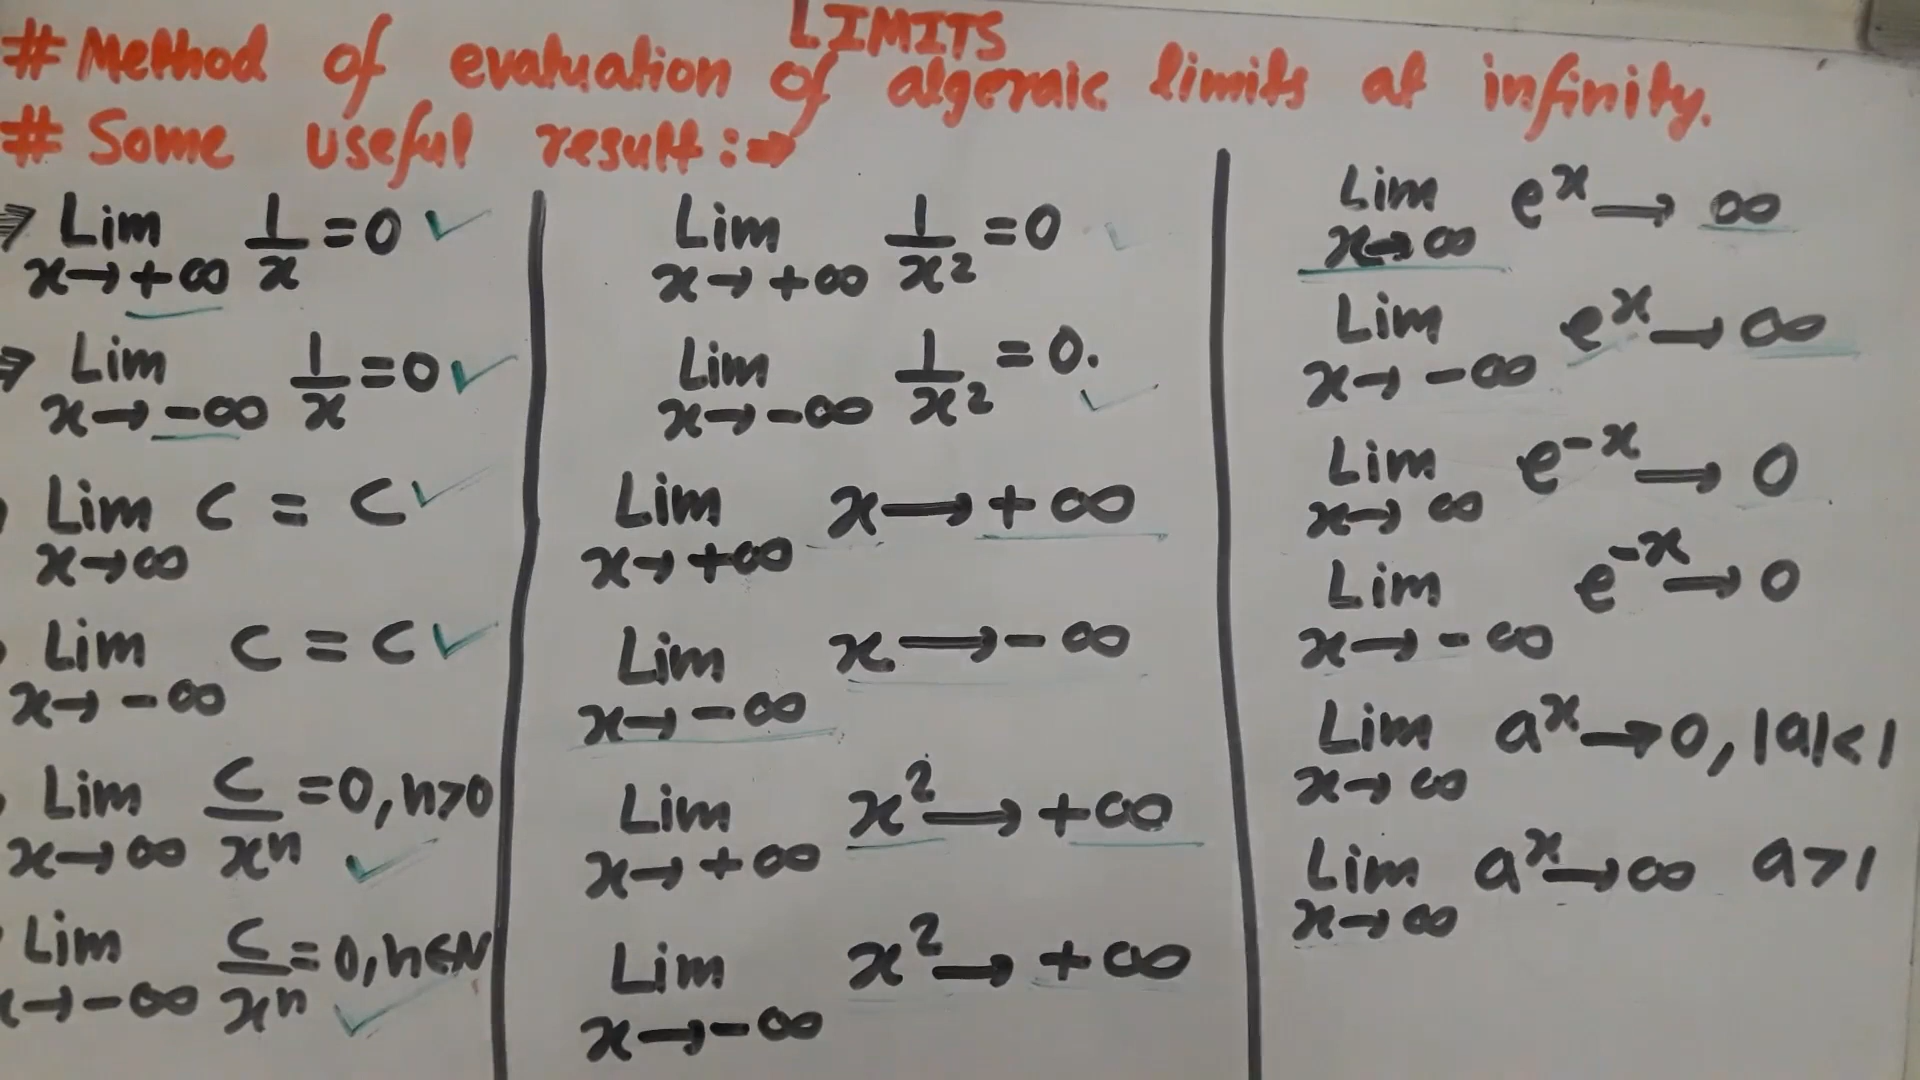 LIMITS
# Method of evaluation of algeraic limits at infinity.
# Some useful result :⇒
⇒ Lim x→+∞ 1/x = 0 ✓
⇒ Lim x→-∞ 1/x = 0 ✓
Lim x→∞ c = c ✓
Lim x→-∞ c = c ✓
Lim x→∞ c/xⁿ = 0, n>0 ✓
Lim x→-∞ c/xⁿ = 0, n∈N ✓
Lim x→+∞ 1/x² = 0 ✓
Lim x→-∞ 1/x² = 0. ✓
Lim x→+∞ x → +∞
Lim x→-∞ x → -∞
Lim x→+∞ x² → +∞
Lim x→-∞ x² → +∞
Lim x→∞ eˣ → ∞
Lim x→-∞ eˣ → ∞
Lim x→∞ e⁻ˣ → 0
Lim x→-∞ e⁻ˣ → 0
Lim x→∞ aˣ → 0, |a|<1
Lim x→∞ aˣ → ∞ a>1